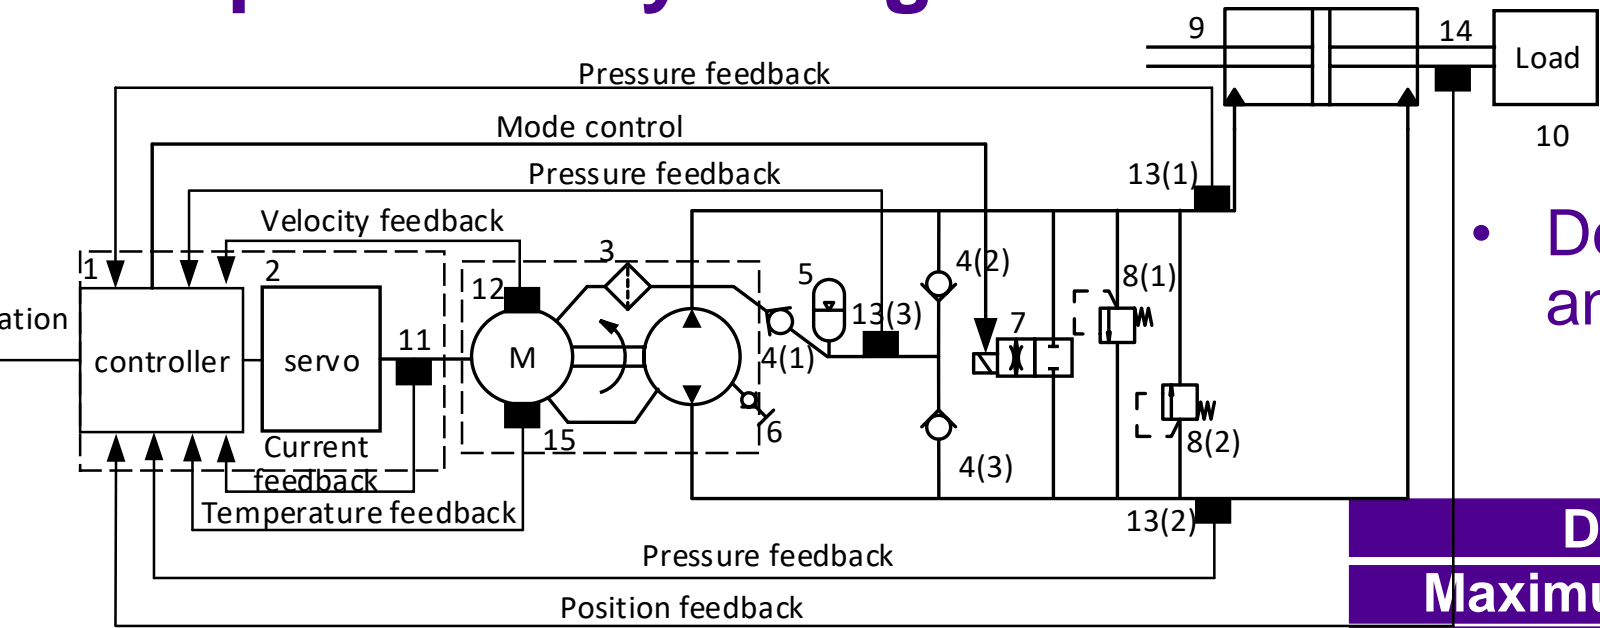 9
14
Load
10
Pressure feedback
Mode control
Pressure feedback
13(1)
Velocity feedback
1
2
3
12
5
4(2)
8(1)
13(3)
7
ation
controller
servo
11
M
4(1)
6
15
8(2)
Current
feedback
4(3)
Temperature feedback
13(2)
Pressure feedback
Position feedback
• De
an
D
Maximu